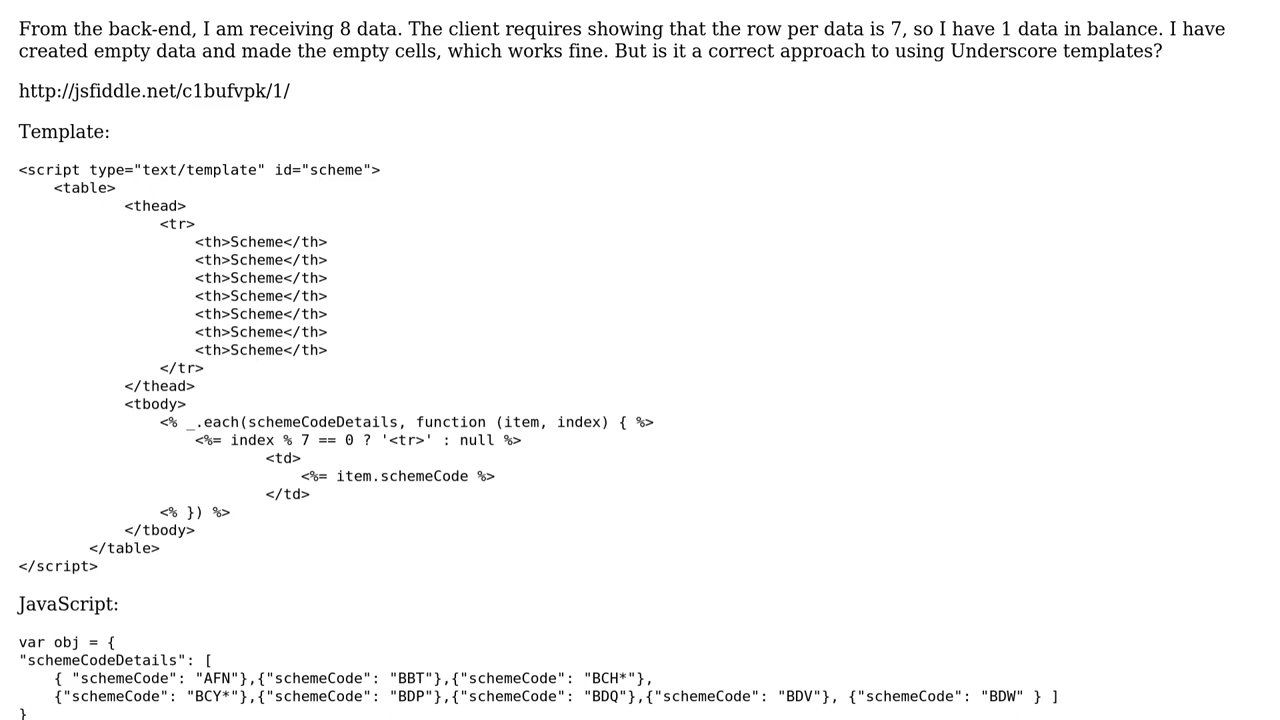 From the back-end, I am receiving 8 data. The client requires showing that the row per data is 7, so I have 1 data in balance. I have
created empty data and made the empty cells, which works fine. But is it a correct approach to using Underscore templates?
http://jsfiddle.net/c1bufvpk/1/
Template:
<script type="text/template" id="scheme">
    <table>
            <thead>
                <tr>
                    <th>Scheme</th>
                    <th>Scheme</th>
                    <th>Scheme</th>
                    <th>Scheme</th>
                    <th>Scheme</th>
                    <th>Scheme</th>
                    <th>Scheme</th>
                </tr>
            </thead>
            <tbody>
                <% _.each(schemeCodeDetails, function (item, index) { %>
                    <%= index % 7 == 0 ? '<tr>' : null %>
                            <td>
                                <%= item.schemeCode %>
                            </td>
                <% }) %>
            </tbody>
        </table>
</script>
JavaScript:
var obj = {
"schemeCodeDetails": [
    { "schemeCode": "AFN"},{"schemeCode": "BBT"},{"schemeCode": "BCH*"},
    {"schemeCode": "BCY*"},{"schemeCode": "BDP"},{"schemeCode": "BDQ"},{"schemeCode": "BDV"}, {"schemeCode": "BDW" } ]
}